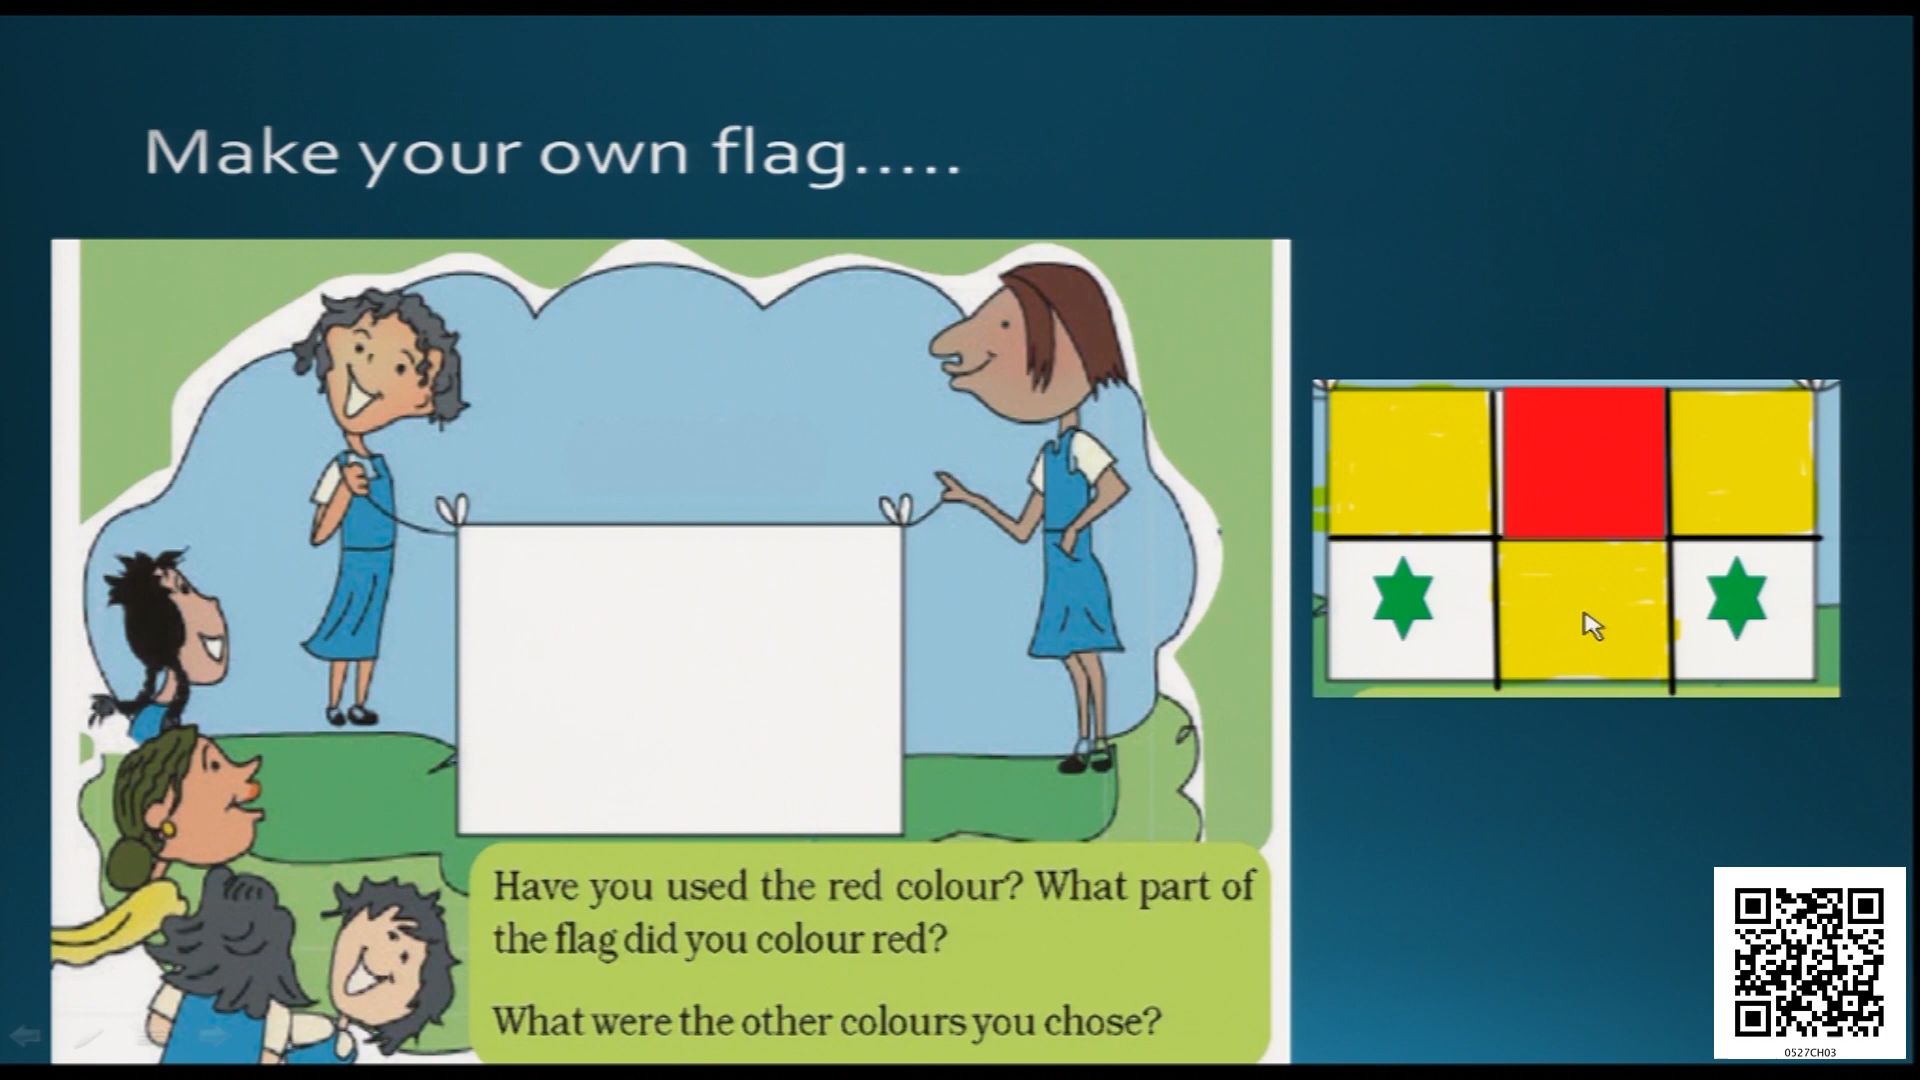 Make your own flag.....
Have you used the red colour? What part of
the flag did you colour red?
What were the other colours you chose?
0527CH03